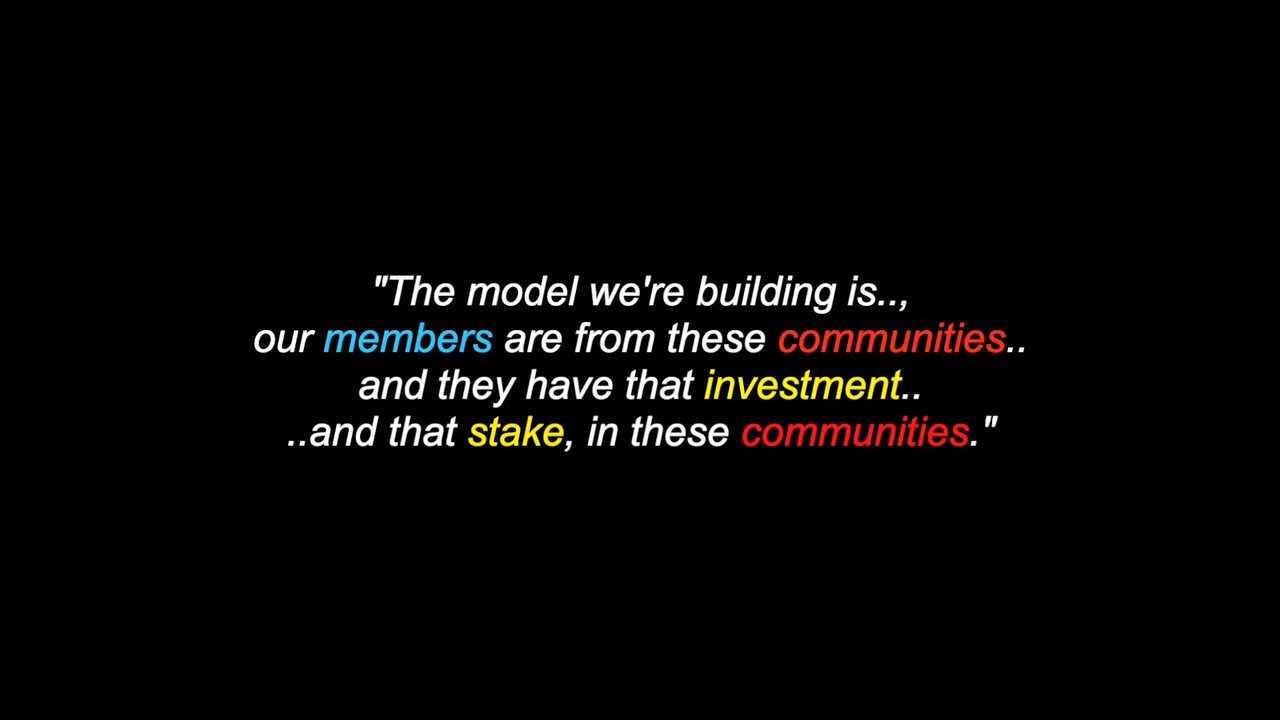 "The model we're building is..,
our members are from these communities..
and they have that investment..
..and that stake, in these communities."